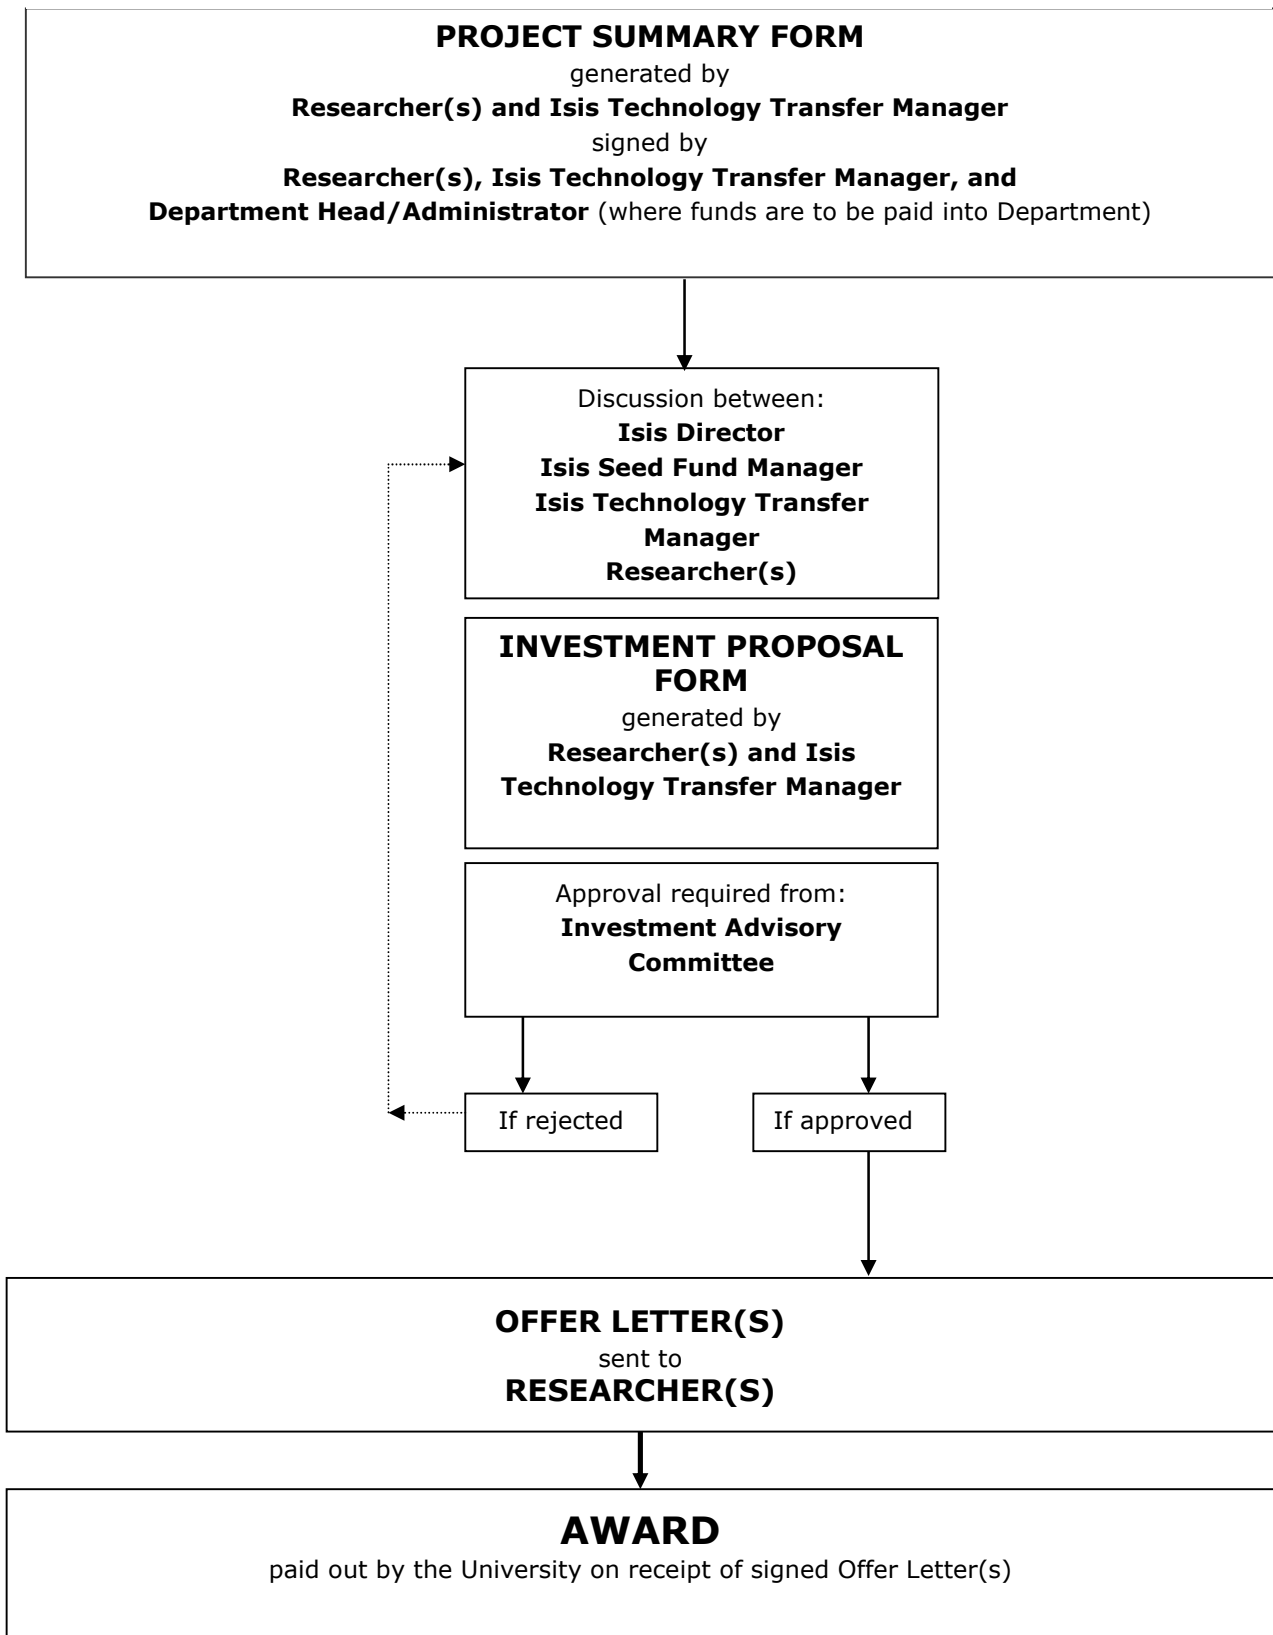 PROJECT SUMMARY FORM
generated by
Researcher(s) and Isis Technology Transfer Manager
signed by
Researcher(s), Isis Technology Transfer Manager, and
Department Head/Administrator (where funds are to be paid into Department)
Discussion between:
Isis Director
Isis Seed Fund Manager
Isis Technology Transfer
Manager
Researcher(s)
INVESTMENT PROPOSAL
FORM
generated by
Researcher(s) and Isis
Technology Transfer Manager
Approval required from:
Investment Advisory
Committee
If rejected
If approved
OFFER LETTER(S)
sent to
RESEARCHER(S)
AWARD
paid out by the University on receipt of signed Offer Letter(s)